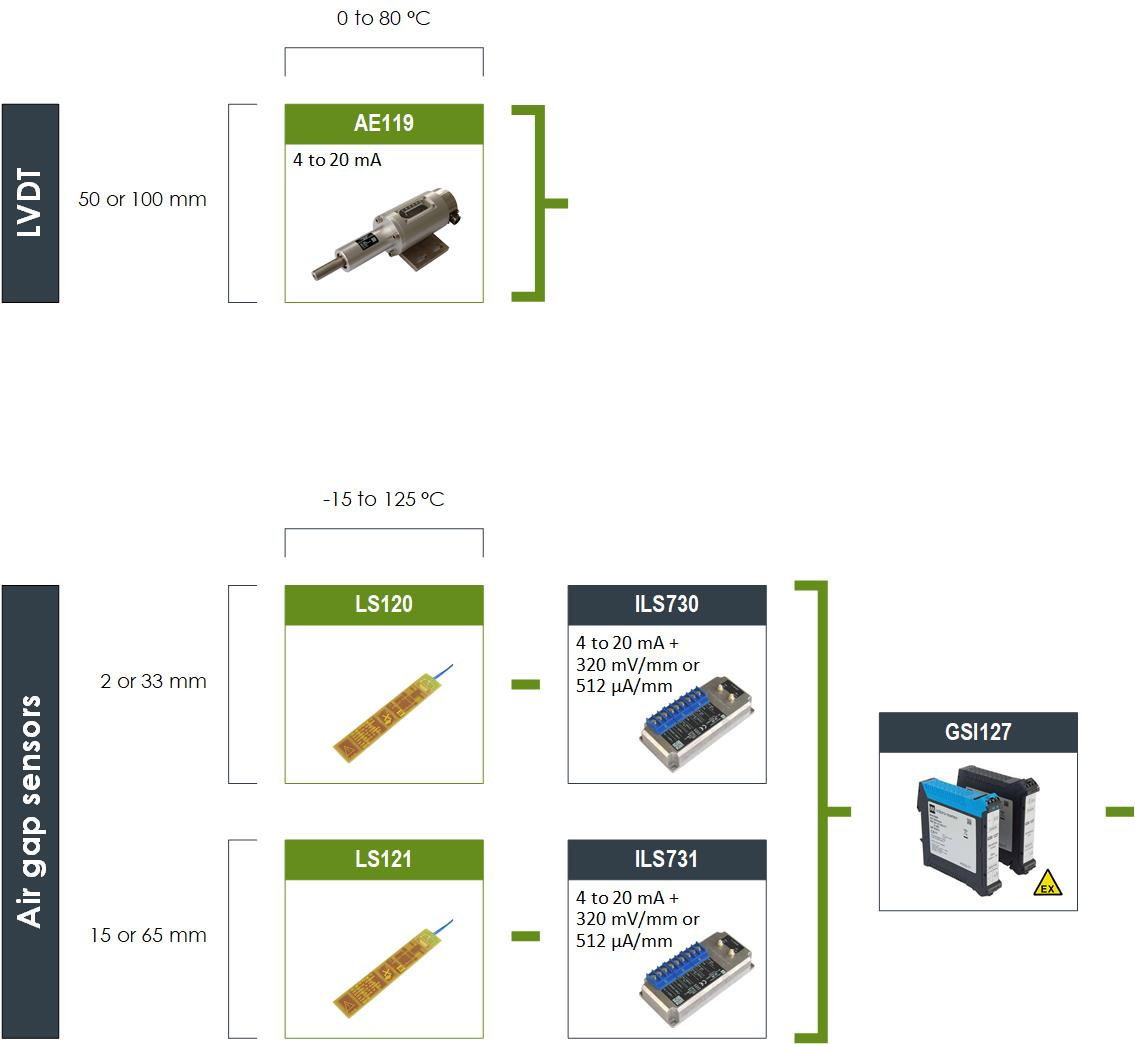 0 to 80 °C
LVDT
50 or 100 mm
AE119
4 to 20 mA
-15 to 125 °C
Air gap sensors
2 or 33 mm
LS120
ILS730
4 to 20 mA +
320 mV/mm or
512 µA/mm
GSI127
EX
15 or 65 mm
LS121
ILS731
4 to 20 mA +
320 mV/mm or
512 µA/mm